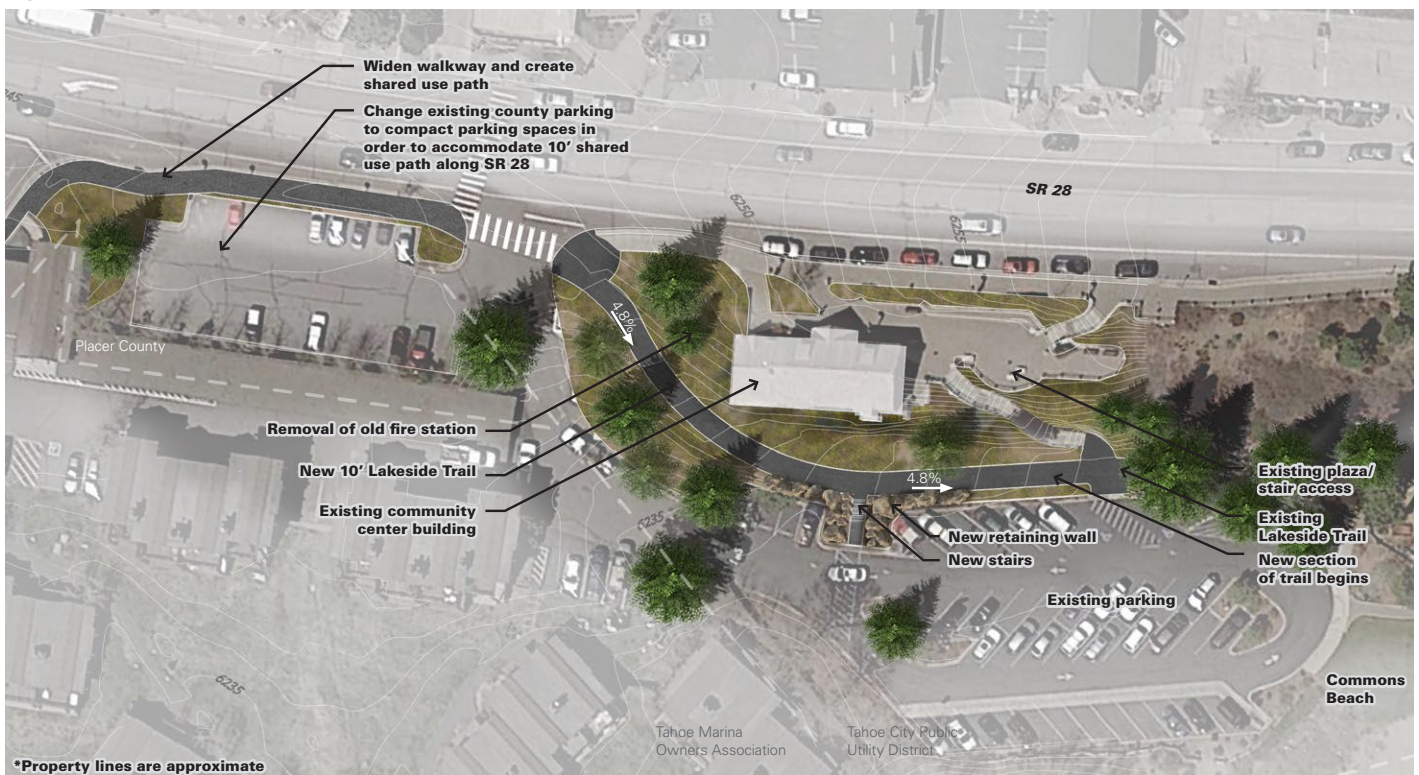 Widen walkway and create
shared use path
Change existing county parking
to compact parking spaces in
order to accommodate 10' shared
use path along SR 28
SR 28
6245
6250
6255
4.8%
Placer County
Removal of old fire station
New 10' Lakeside Trail
Existing community
center building
4.8%
6235
New retaining wall
New stairs
Existing plaza/
stair access
Existing
Lakeside Trail
New section
of trail begins
Existing parking
6235
Commons
Beach
Tahoe Marina
Owners Association
Tahoe City Public
Utility District
*Property lines are approximate